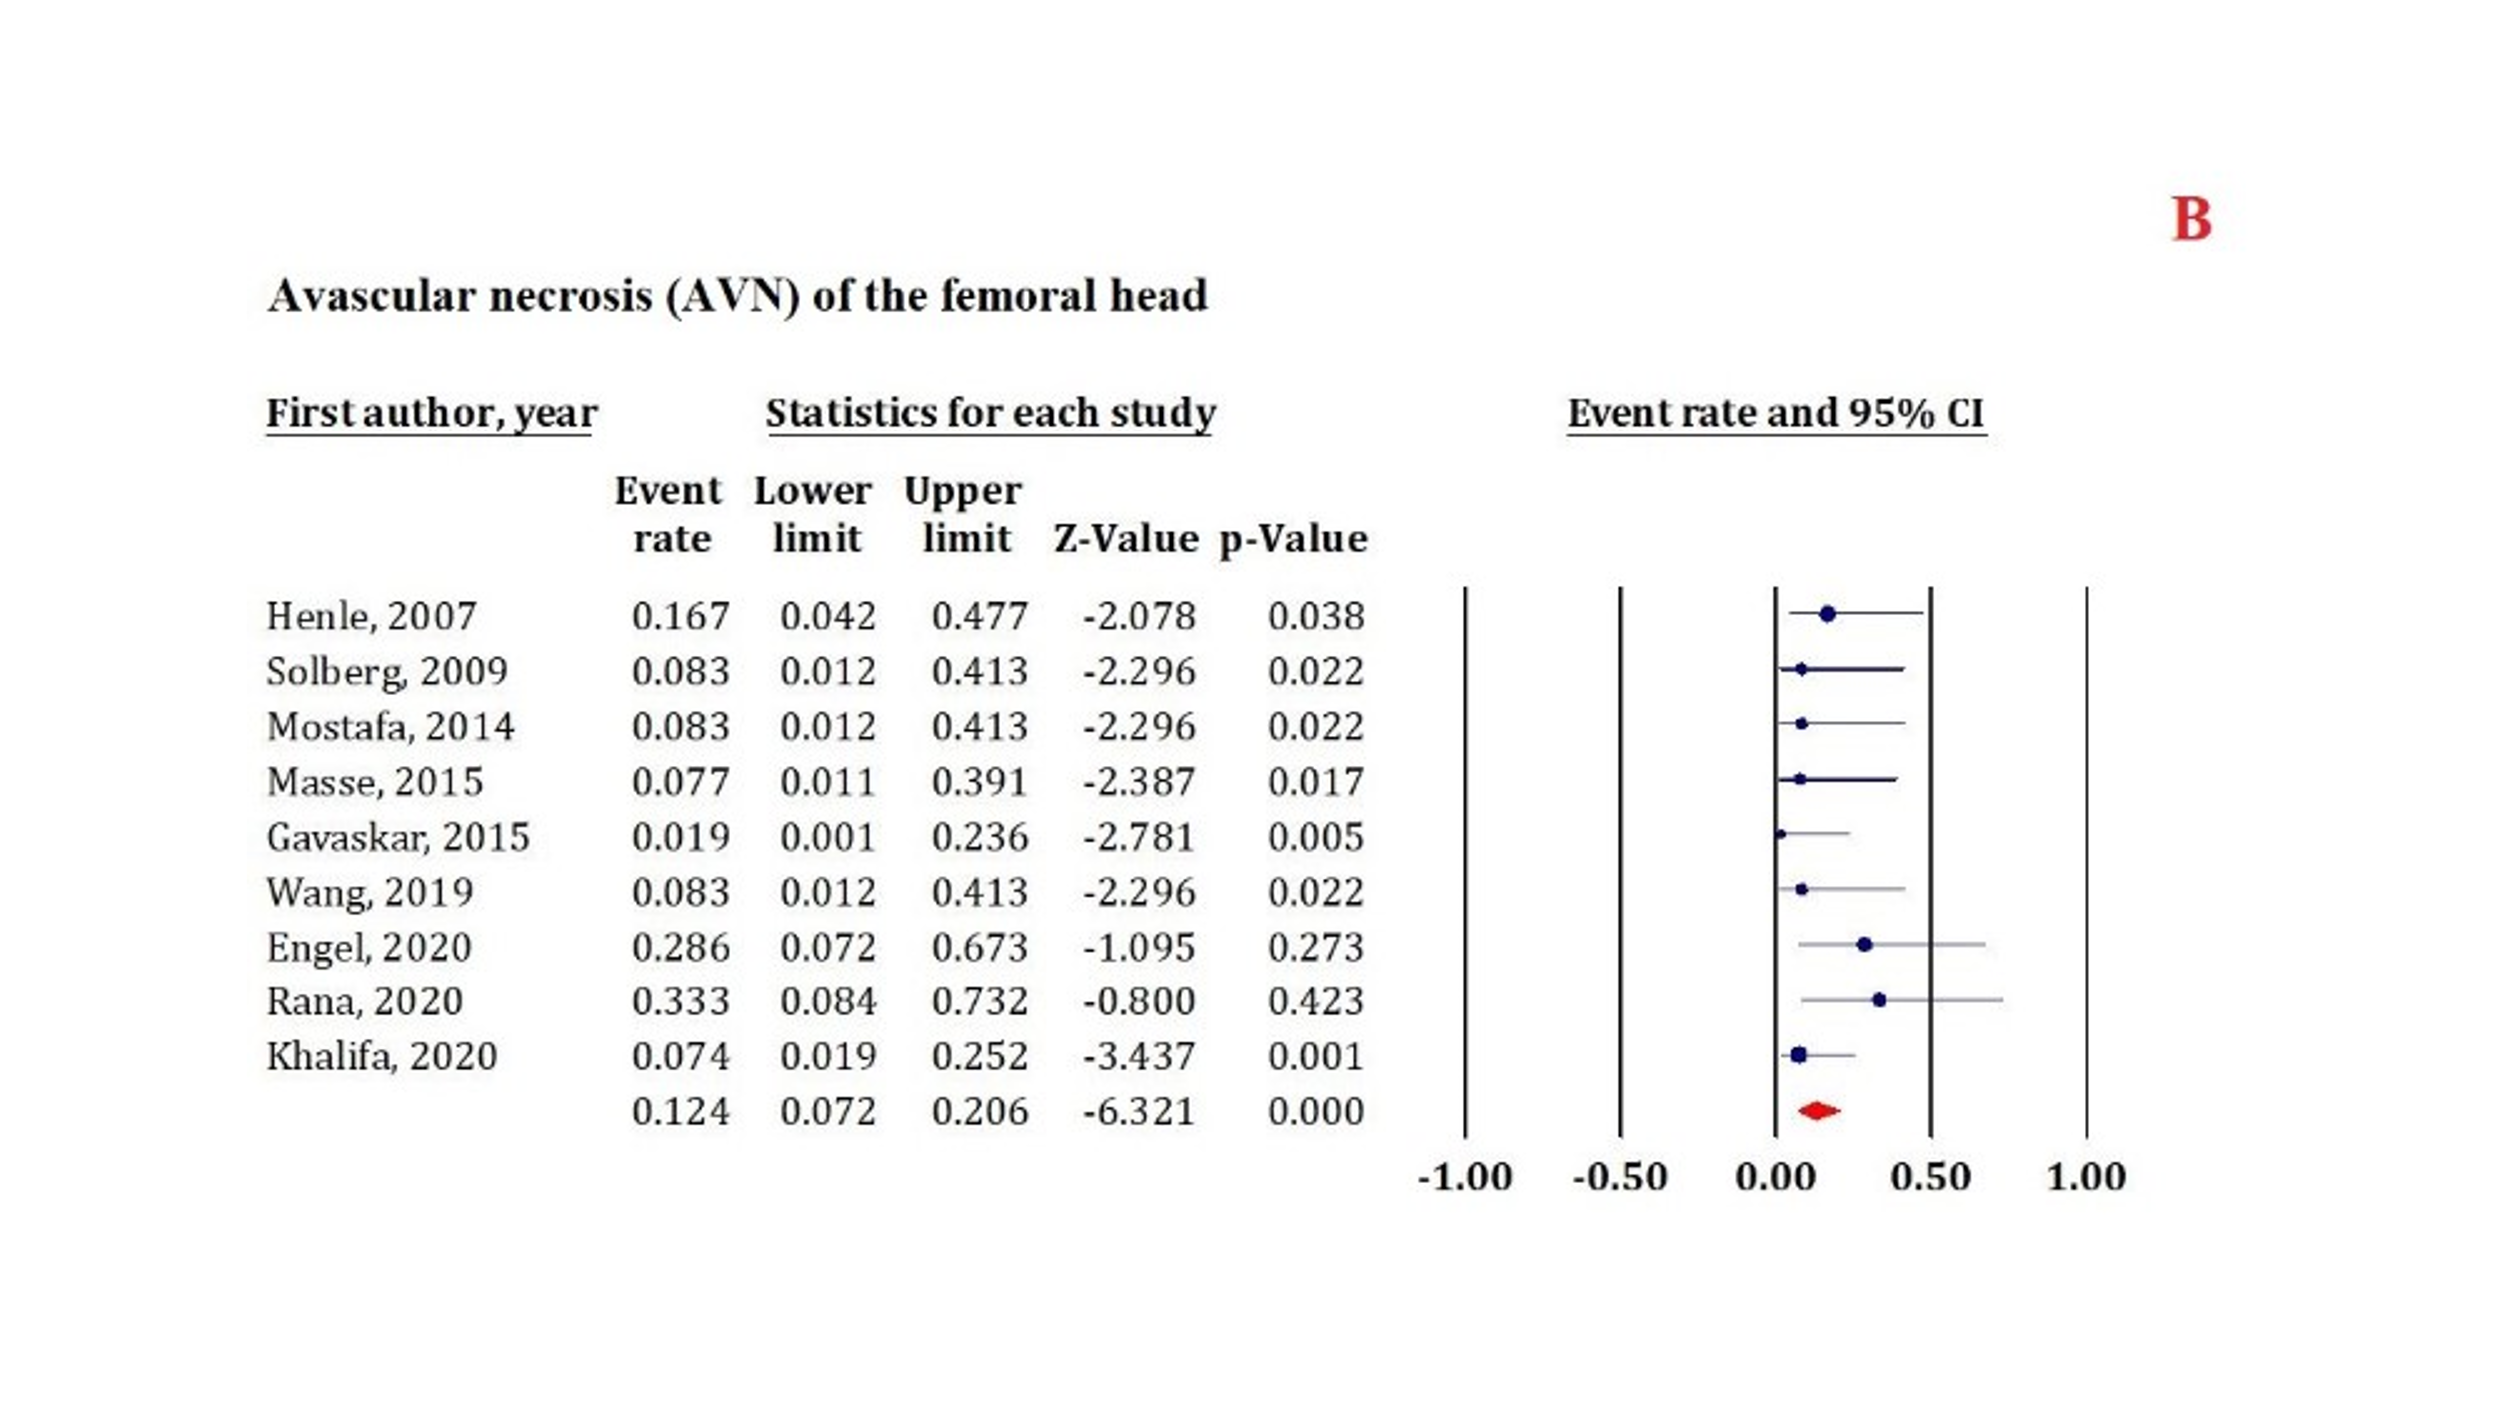 B
Avascular necrosis (AVN) of the femoral head
First author, year Statistics for each study Event rate and 95% CI
Event Lower Upper
rate limit limit Z-Value p-Value
Henle, 2007 0.167 0.042 0.477 -2.078 0.038
Solberg, 2009 0.083 0.012 0.413 -2.296 0.022
Mostafa, 2014 0.083 0.012 0.413 -2.296 0.022
Masse, 2015 0.077 0.011 0.391 -2.387 0.017
Gavaskar, 2015 0.019 0.001 0.236 -2.781 0.005
Wang, 2019 0.083 0.012 0.413 -2.296 0.022
Engel, 2020 0.286 0.072 0.673 -1.095 0.273
Rana, 2020 0.333 0.084 0.732 -0.800 0.423
Khalifa, 2020 0.074 0.019 0.252 -3.437 0.001
0.124 0.072 0.206 -6.321 0.000
-1.00 -0.50 0.00 0.50 1.00